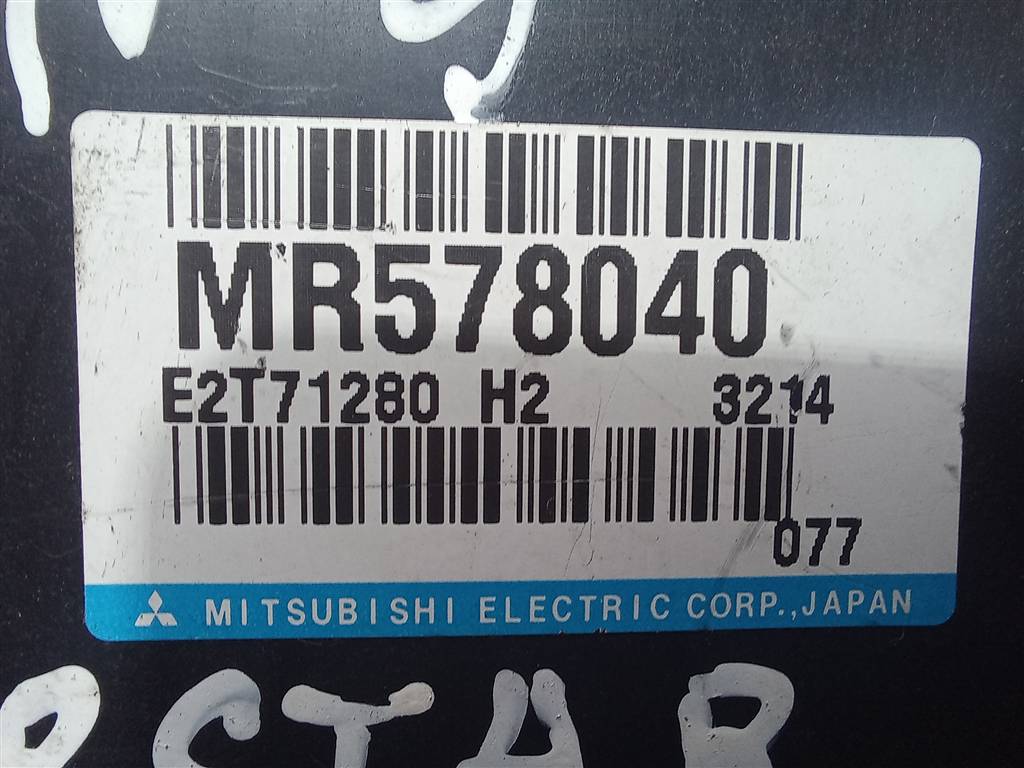 MR578040
E2T71280 H2 3214
077
MITSUBISHI ELECTRIC CORP.,JAPAN